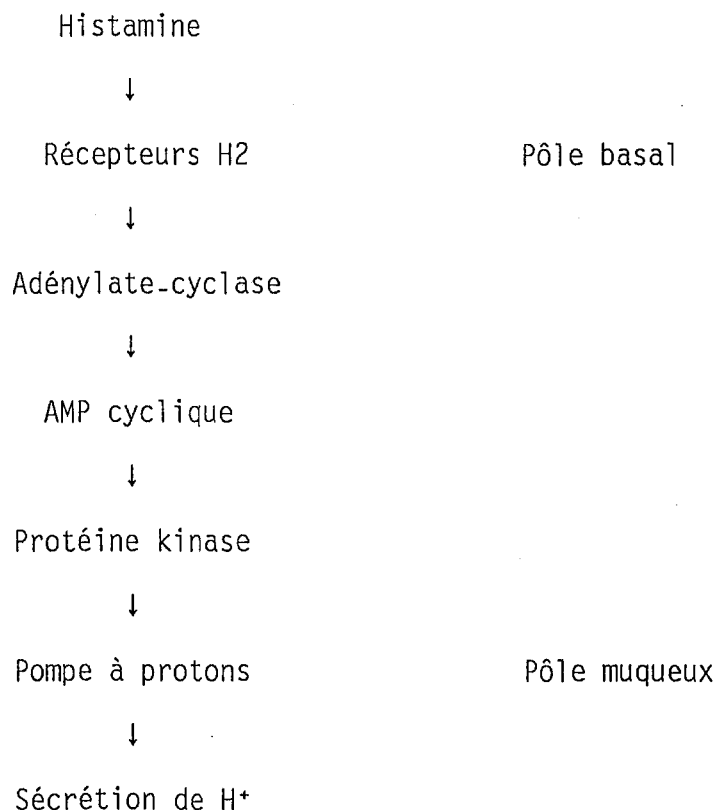 Histamine
↓
Récepteurs H2 Pôle basal
↓
Adénylate-cyclase
↓
AMP cyclique
↓
Protéine kinase
↓
Pompe à protons Pôle muqueux
↓
Sécrétion de H⁺